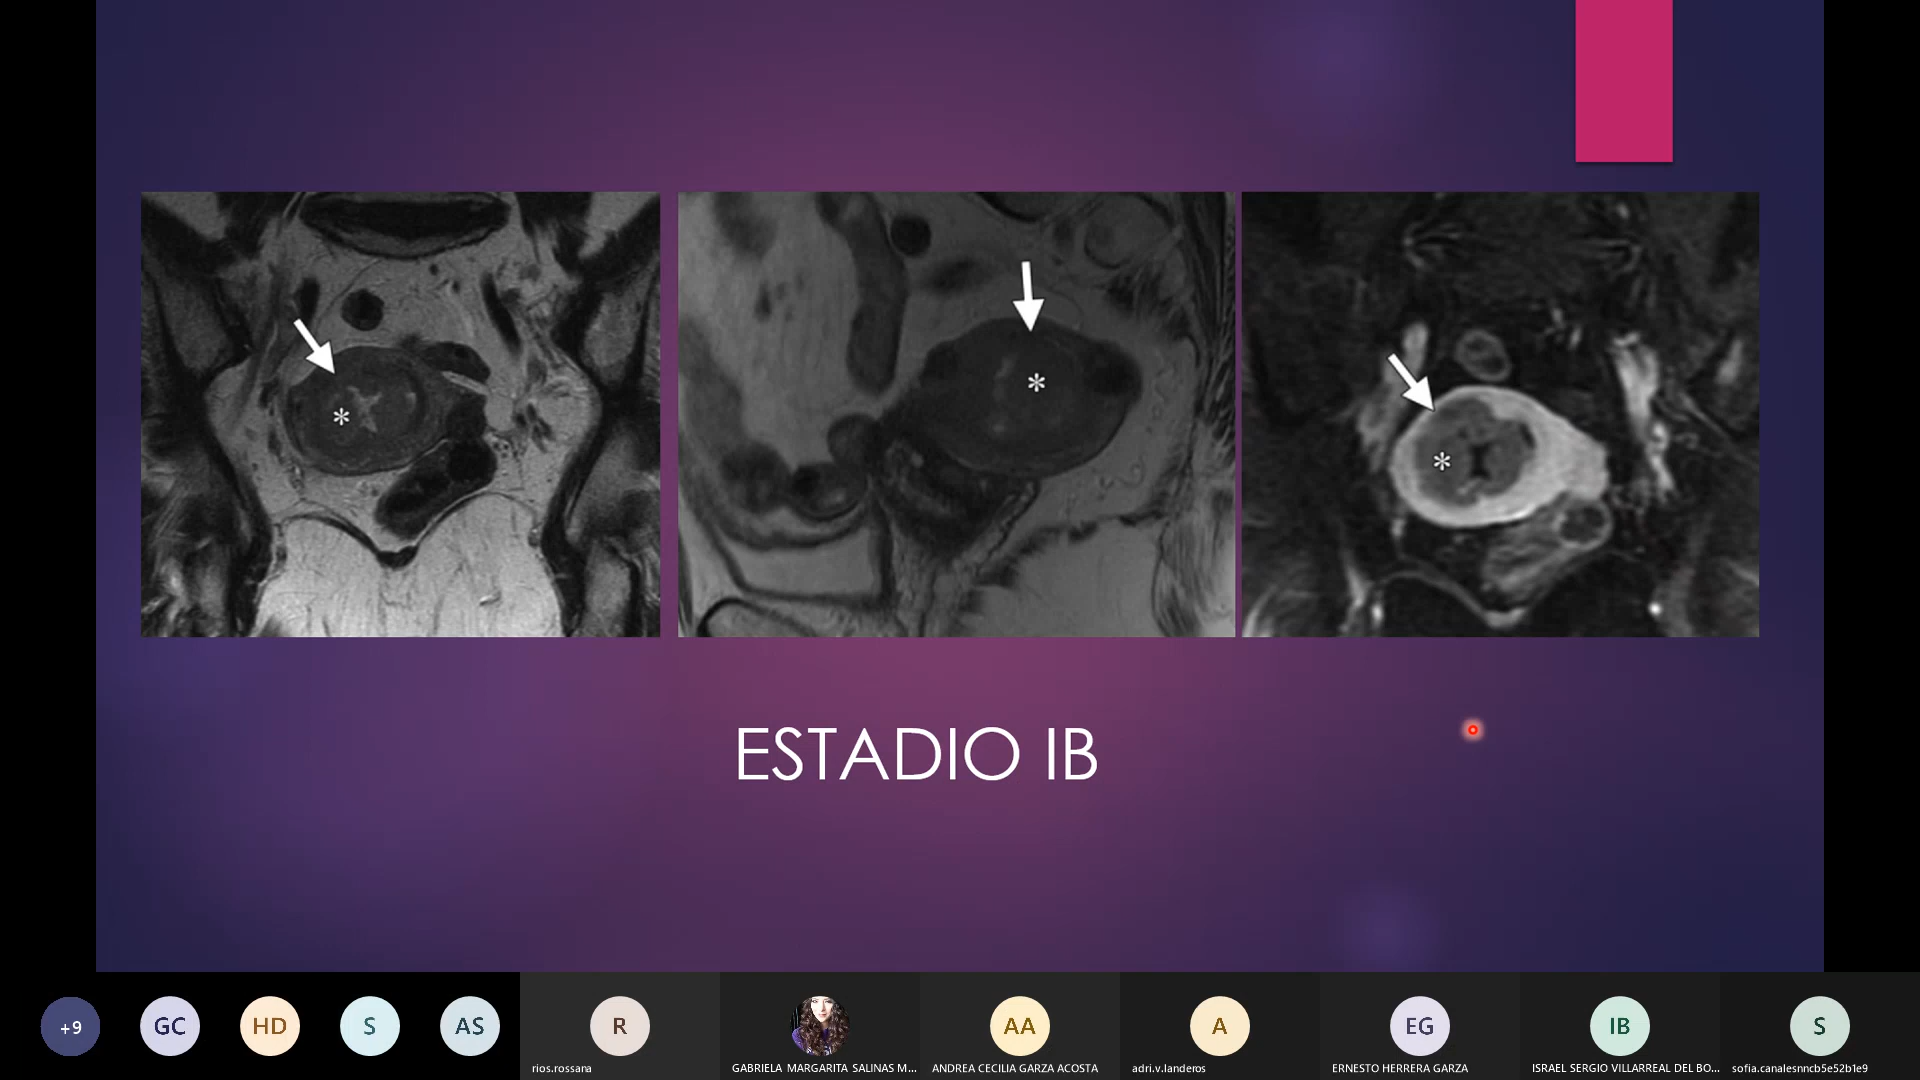 *
*
*
ESTADIO IB
+9
GC
HD
S
AS
R
AA
A
EG
IB
S
rios.rossana
GABRIELA MARGARITA SALINAS M...
ANDREA CECILIA GARZA ACOSTA
adri.v.landeros
ERNESTO HERRERA GARZA
ISRAEL SERGIO VILLARREAL DEL BO...
sofia.canalesnncb5e52b1e9